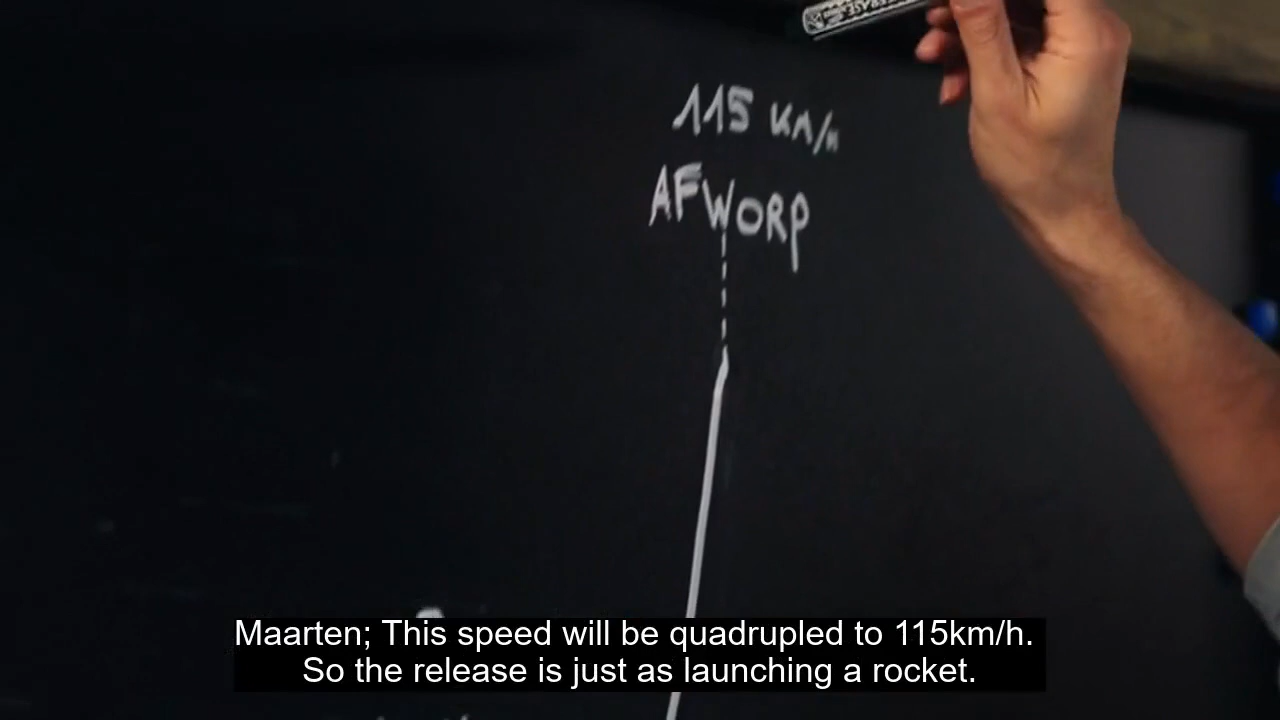 115 KM/H
AFWORP
Maarten; This speed will be quadrupled to 115km/h.
So the release is just as launching a rocket.